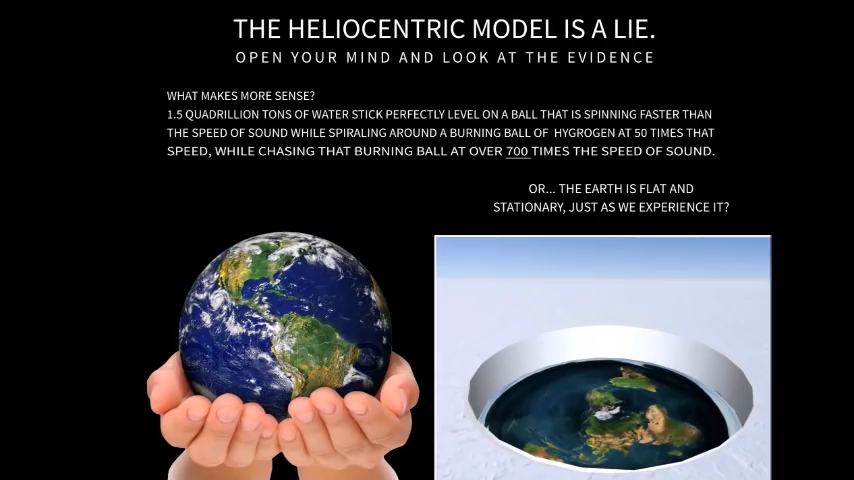 THE HELIOCENTRIC MODEL IS A LIE.
OPEN YOUR MIND AND LOOK AT THE EVIDENCE
WHAT MAKES MORE SENSE?
1.5 QUADRILLION TONS OF WATER STICK PERFECTLY LEVEL ON A BALL THAT IS SPINNING FASTER THAN
THE SPEED OF SOUND WHILE SPIRALING AROUND A BURNING BALL OF HYGROGEN AT 50 TIMES THAT
SPEED, WHILE CHASING THAT BURNING BALL AT OVER 700 TIMES THE SPEED OF SOUND.
OR... THE EARTH IS FLAT AND
STATIONARY, JUST AS WE EXPERIENCE IT?